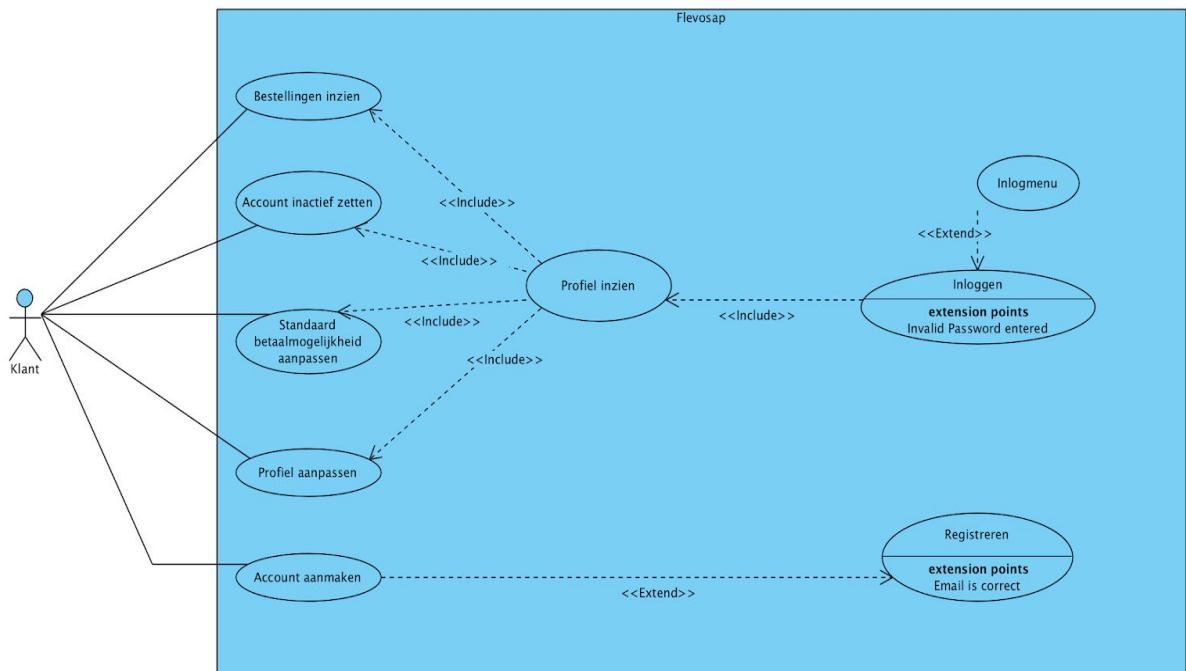 Flevosap
Bestellingen inzien
Inlogmenu
Account inactief zetten
<<Include>>
<<Extend>>
<<Include>>
Profiel inzien
Inloggen
extension points
Invalid Password entered
<<Include>>
<<Include>>
Standaard
betaalmogelijkheid
aanpassen
<<Include>>
Klant
Profiel aanpassen
Registreren
extension points
Email is correct
Account aanmaken
<<Extend>>